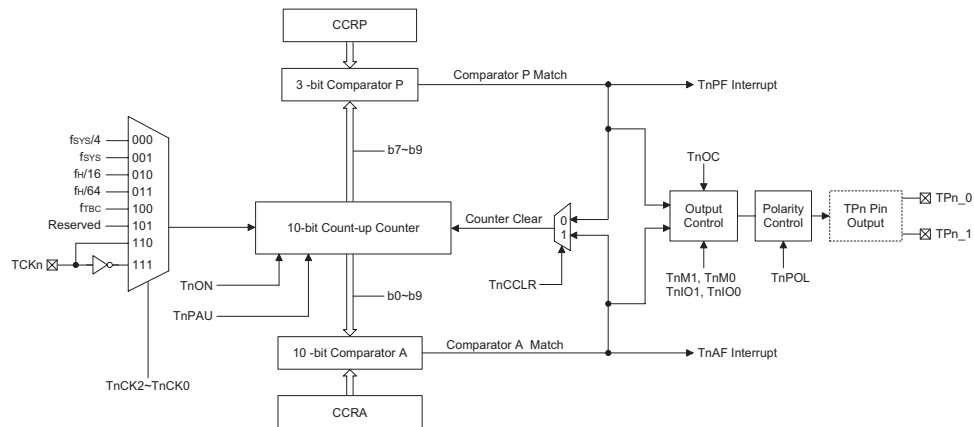 CCRP
3 -bit Comparator P
Comparator P Match
TnPF Interrupt
b7~b9
fSYS/4
000
fSYS
001
fH/16
010
fH/64
011
fTBC
100
Reserved
101
110
TCKn
111
TnCK2~TnCK0
10-bit Count-up Counter
Counter Clear
0
1
TnCCLR
TnON
TnPAU
b0~b9
TnOC
Output
Control
TnM1, TnM0
TnIO1, TnIO0
Polarity
Control
TnPOL
TPn Pin
Output
TPn_0
TPn_1
10 -bit Comparator A
Comparator A Match
TnAF Interrupt
CCRA